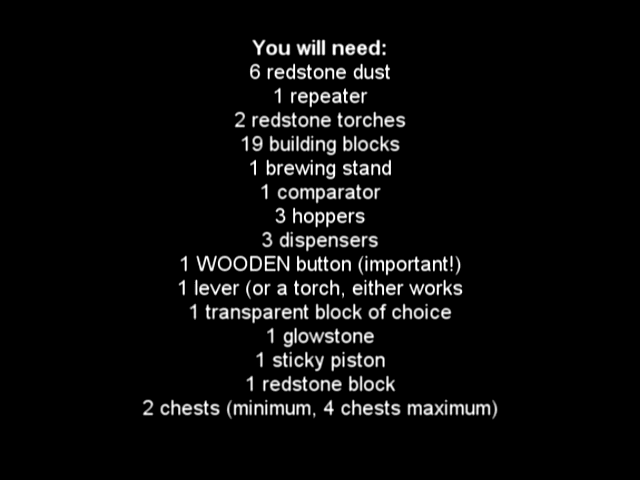 You will need:
6 redstone dust
1 repeater
2 redstone torches
19 building blocks
1 brewing stand
1 comparator
3 hoppers
3 dispensers
1 WOODEN button (important!)
1 lever (or a torch, either works
1 transparent block of choice
1 glowstone
1 sticky piston
1 redstone block
2 chests (minimum, 4 chests maximum)